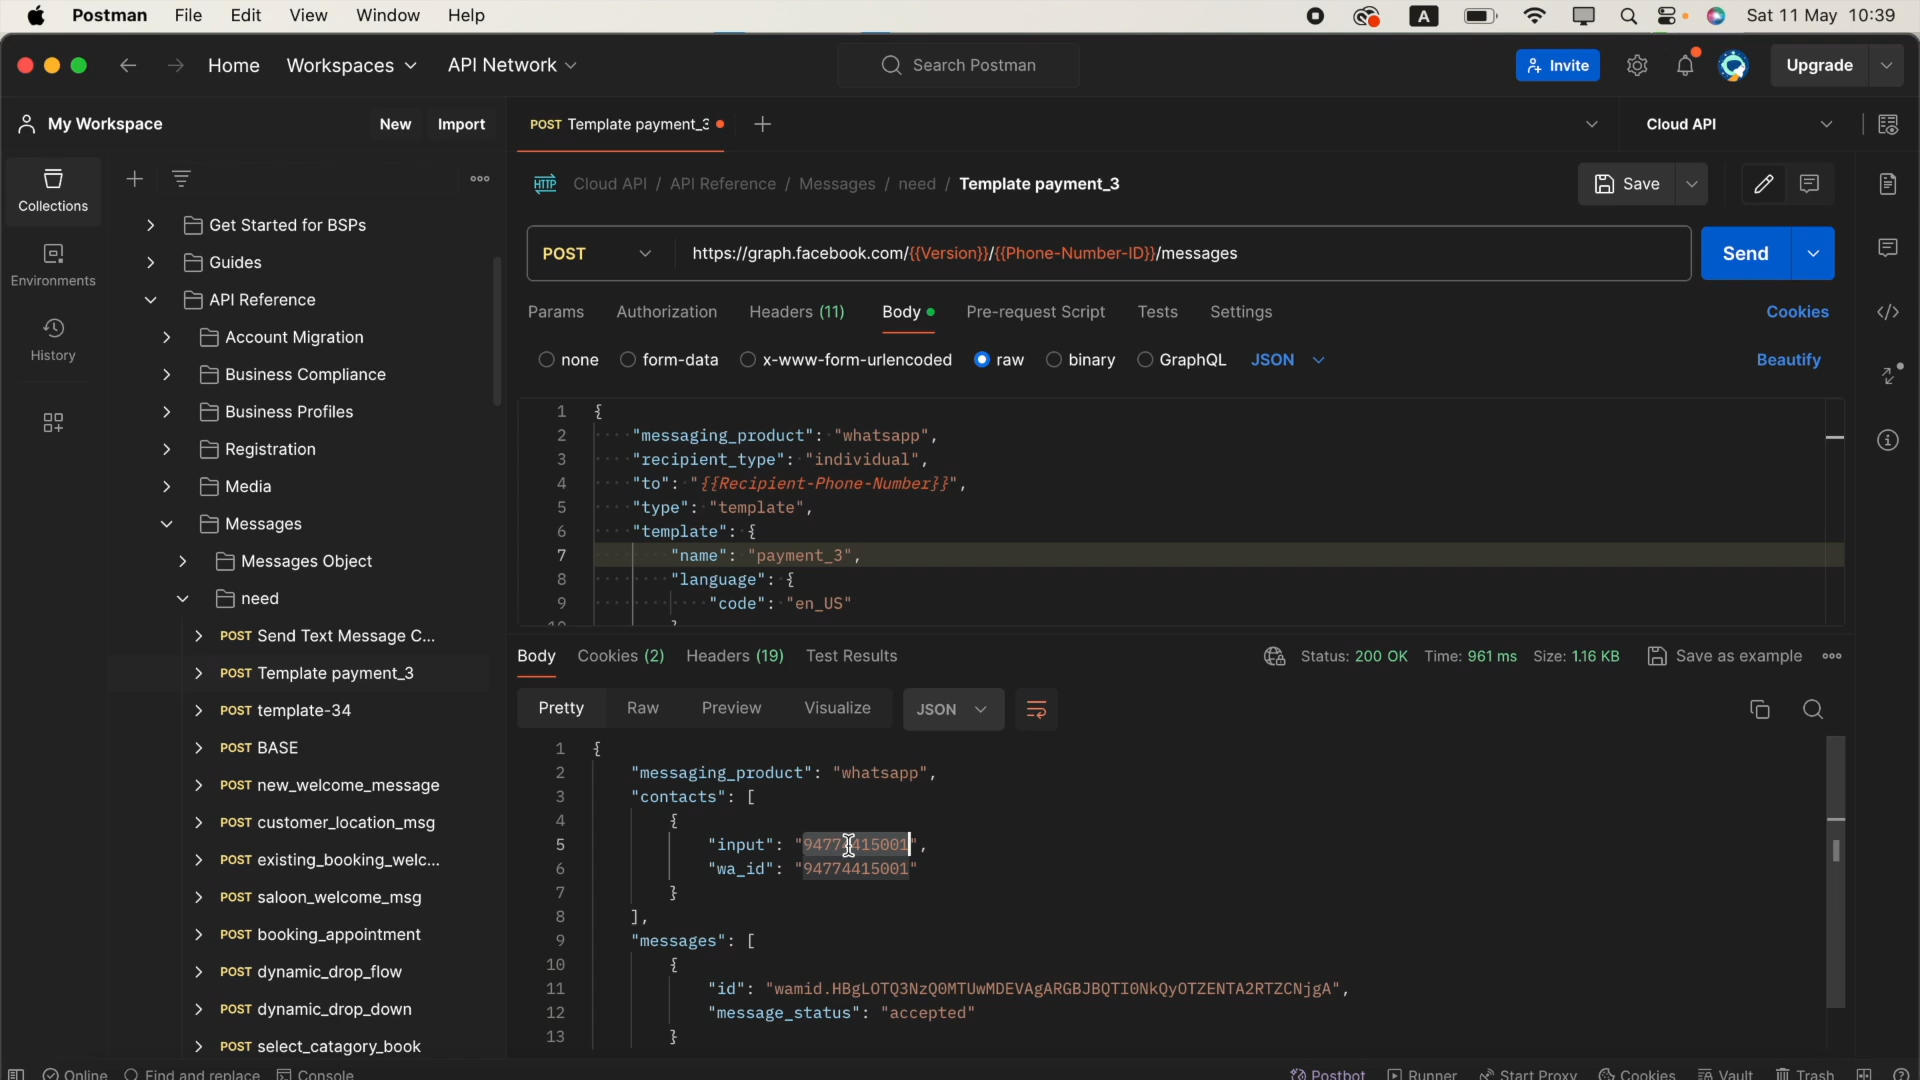 Postman File Edit View Window Help
A Sat 11 May 10:39
Home Workspaces API Network Search Postman Invite Upgrade
My Workspace New Import POST Template payment_3 Cloud API
Collections
Environments
History
Get Started for BSPs
Guides
API Reference
Account Migration
Business Compliance
Business Profiles
Registration
Media
Messages
Messages Object
need
POST Send Text Message C...
POST Template payment_3
POST template-34
POST BASE
POST new_welcome_message
POST customer_location_msg
POST existing_booking_welc...
POST saloon_welcome_msg
POST booking_appointment
POST dynamic_drop_flow
POST dynamic_drop_down
POST select_catagory_book
HTTP Cloud API / API Reference / Messages / need / Template payment_3 Save
POST https://graph.facebook.com/{{Version}}/{{Phone-Number-ID}}/messages Send
Params Authorization Headers (11) Body Pre-request Script Tests Settings Cookies
none form-data x-www-form-urlencoded raw binary GraphQL JSON Beautify
1 {
2 "messaging_product": "whatsapp",
3 "recipient_type": "individual",
4 "to": "{{Recipient-Phone-Number}}",
5 "type": "template",
6 "template": {
7 "name": "payment_3",
8 "language": {
9 "code": "en_US"
Body Cookies (2) Headers (19) Test Results Status: 200 OK Time: 961 ms Size: 1.16 KB Save as example
Pretty Raw Preview Visualize JSON
1 {
2 "messaging_product": "whatsapp",
3 "contacts": [
4 {
5 "input": "94774415001",
6 "wa_id": "94774415001"
7 }
8 ],
9 "messages": [
10 {
11 "id": "wamid.HBgLOTQ3NzQ0MTUwMDEVAgARGBJBQTI0NkQyOTZENTA2RTZCNjgA",
12 "message_status": "accepted"
13 }
Online Find and replace Console Postbot Runner Start Proxy Cookies Vault Trash